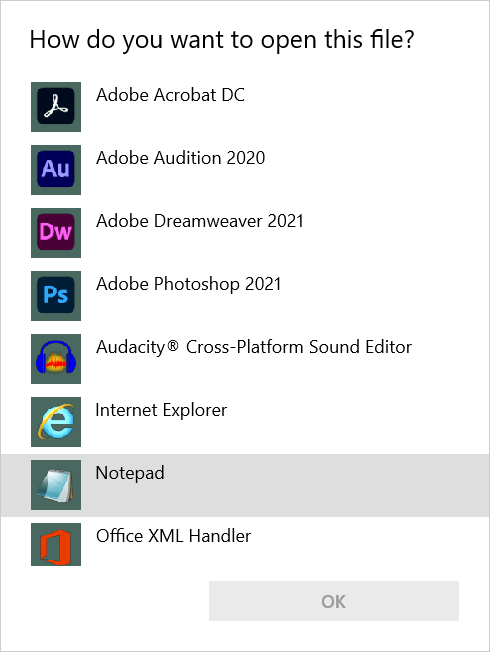 How do you want to open this file?
Adobe Acrobat DC
Au Adobe Audition 2020
Dw Adobe Dreamweaver 2021
Ps Adobe Photoshop 2021
Audacity® Cross-Platform Sound Editor
Internet Explorer
Notepad
Office XML Handler
OK